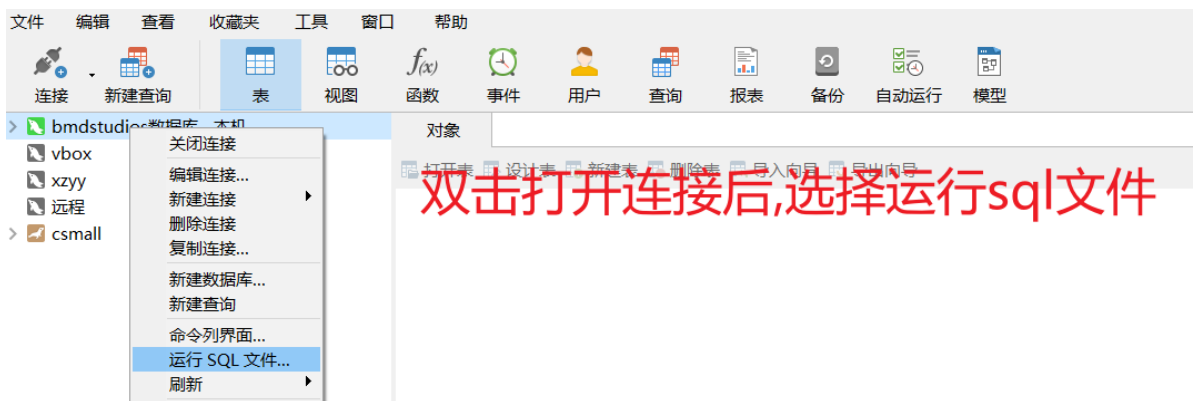 文件 编辑 查看 收藏夹 工具 窗口 帮助
连接 新建查询 表 视图 函数 事件 用户 查询 报表 备份 自动运行 模型
f(x)
bmdstudios数据库 本机
vbox
xzyy
远程
csmall
关闭连接
编辑连接...
新建连接
删除连接
复制连接...
新建数据库...
新建查询
命令列界面...
运行 SQL 文件...
刷新
对象
打开表 设计表 新建表 删除表 导入向导 导出向导
双击打开连接后,选择运行sql文件